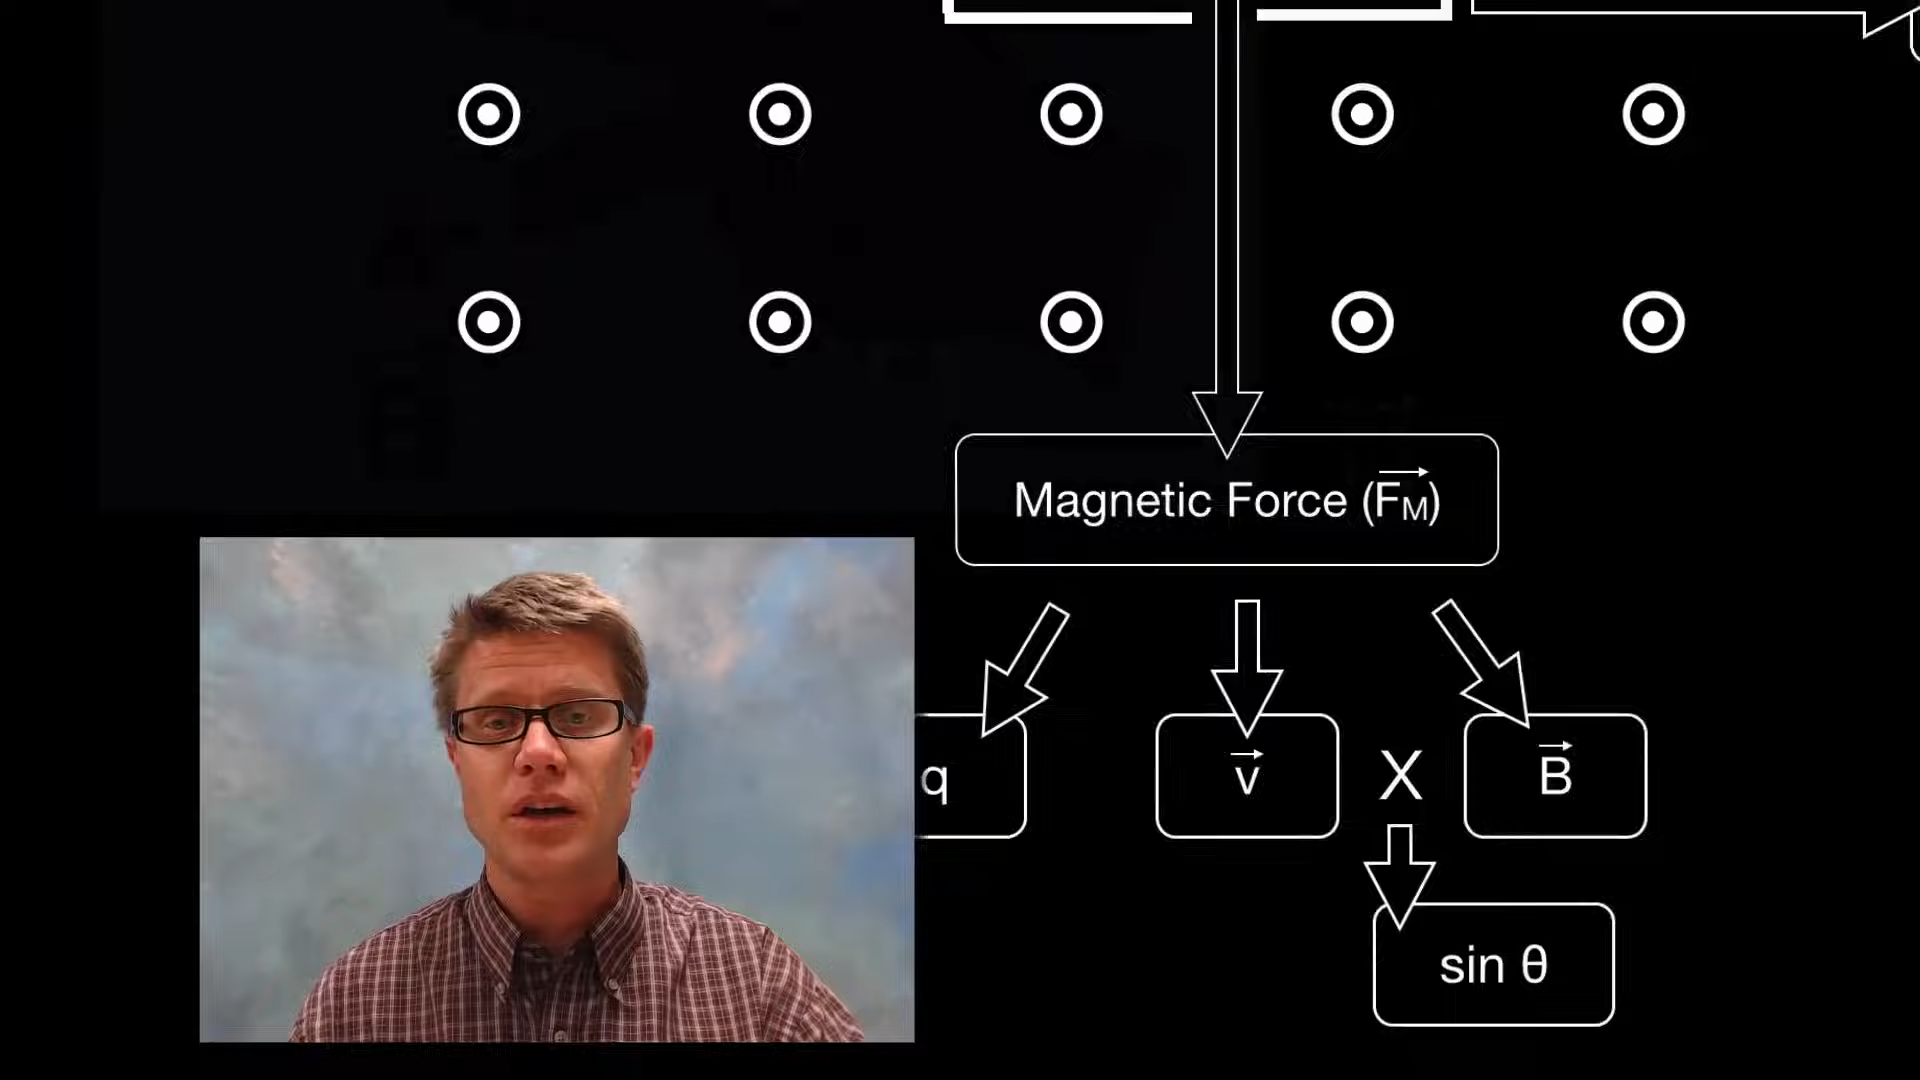 Magnetic Force (F⃗M)
q v⃗ X B⃗
sin θ